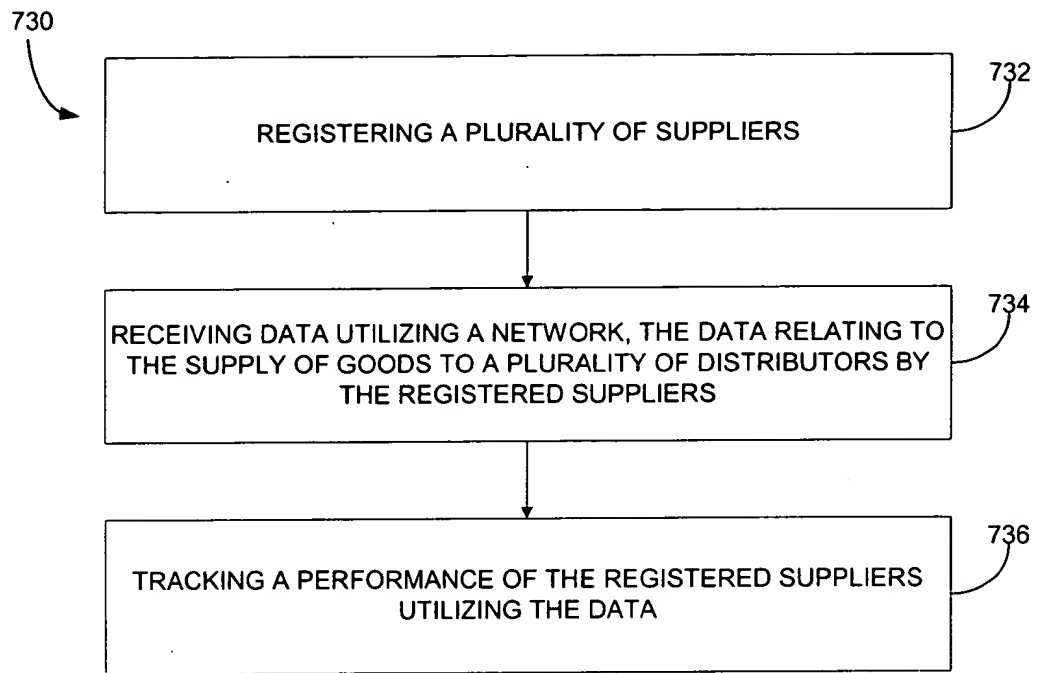 730
732
REGISTERING A PLURALITY OF SUPPLIERS
734
RECEIVING DATA UTILIZING A NETWORK, THE DATA RELATING TO
THE SUPPLY OF GOODS TO A PLURALITY OF DISTRIBUTORS BY
THE REGISTERED SUPPLIERS
736
TRACKING A PERFORMANCE OF THE REGISTERED SUPPLIERS
UTILIZING THE DATA